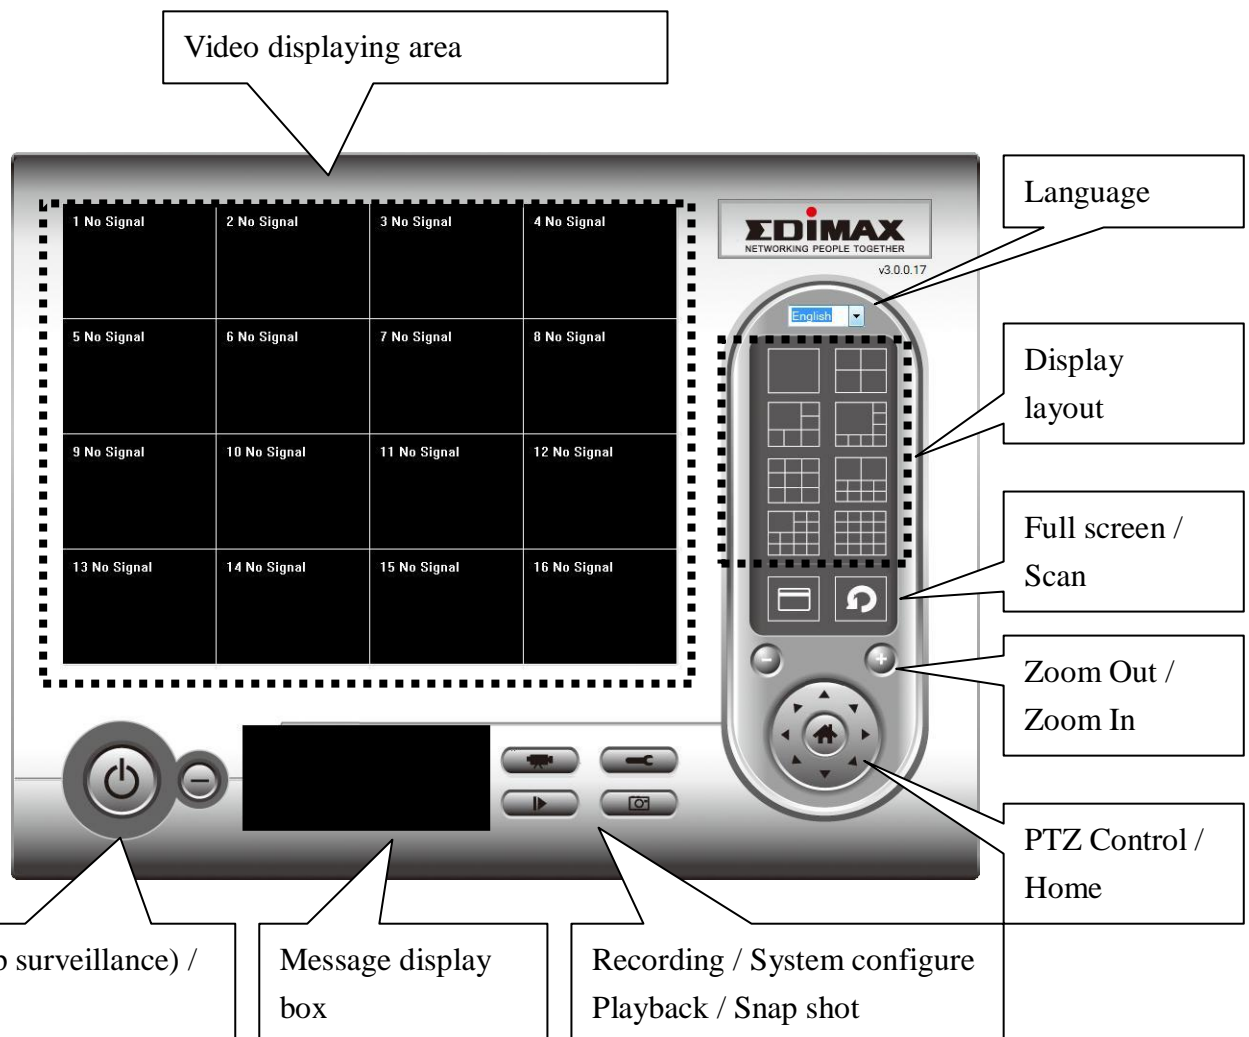 Video displaying area
Language
1 No Signal
2 No Signal
3 No Signal
4 No Signal
EDIMAX
NETWORKING PEOPLE TOGETHER
v3.0.0.17
English
5 No Signal
6 No Signal
7 No Signal
8 No Signal
Display
layout
9 No Signal
10 No Signal
11 No Signal
12 No Signal
Full screen /
Scan
13 No Signal
14 No Signal
15 No Signal
16 No Signal
Zoom Out /
Zoom In
PTZ Control /
Home
surveillance) /
Message display
box
Recording / System configure
Playback / Snap shot